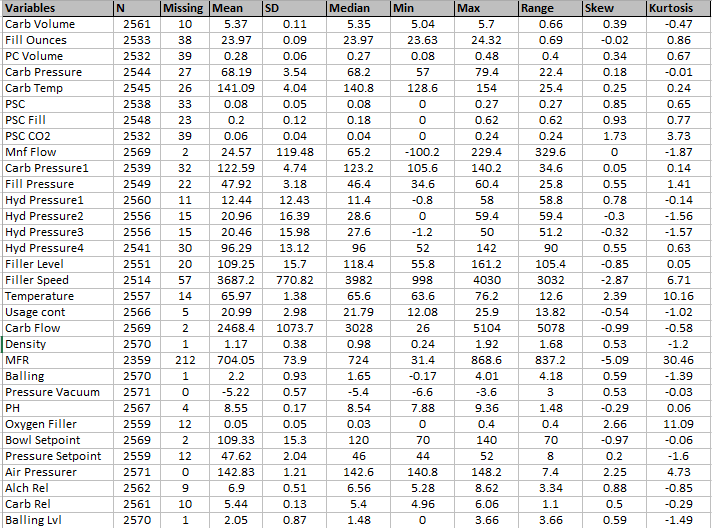 Variables N Missing Mean SD Median Min Max Range Skew Kurtosis
Carb Volume 2561 10 5.37 0.11 5.35 5.04 5.7 0.66 0.39 -0.47
Fill Ounces 2533 38 23.97 0.09 23.97 23.63 24.32 0.69 -0.02 0.86
PC Volume 2532 39 0.28 0.06 0.27 0.08 0.48 0.4 0.34 0.67
Carb Pressure 2544 27 68.19 3.54 68.2 57 79.4 22.4 0.18 -0.01
Carb Temp 2545 26 141.09 4.04 140.8 128.6 154 25.4 0.25 0.24
PSC 2538 33 0.08 0.05 0.08 0 0.27 0.27 0.85 0.65
PSC Fill 2548 23 0.2 0.12 0.18 0 0.62 0.62 0.93 0.77
PSC CO2 2532 39 0.06 0.04 0.04 0 0.24 0.24 1.73 3.73
Mnf Flow 2569 2 24.57 119.48 65.2 -100.2 229.4 329.6 0 -1.87
Carb Pressure1 2539 32 122.59 4.74 123.2 105.6 140.2 34.6 0.05 0.14
Fill Pressure 2549 22 47.92 3.18 46.4 34.6 60.4 25.8 0.55 1.41
Hyd Pressure1 2560 11 12.44 12.43 11.4 -0.8 58 58.8 0.78 -0.14
Hyd Pressure2 2556 15 20.96 16.39 28.6 0 59.4 59.4 -0.3 -1.56
Hyd Pressure3 2556 15 20.46 15.98 27.6 -1.2 50 51.2 -0.32 -1.57
Hyd Pressure4 2541 30 96.29 13.12 96 52 142 90 0.55 0.63
Filler Level 2551 20 109.25 15.7 118.4 55.8 161.2 105.4 -0.85 0.05
Filler Speed 2514 57 3687.2 770.82 3982 998 4030 3032 -2.87 6.71
Temperature 2557 14 65.97 1.38 65.6 63.6 76.2 12.6 2.39 10.16
Usage cont 2566 5 20.99 2.98 21.79 12.08 25.9 13.82 -0.54 -1.02
Carb Flow 2569 2 2468.4 1073.7 3028 26 5104 5078 -0.99 -0.58
Density 2570 1 1.17 0.38 0.98 0.24 1.92 1.68 0.53 -1.2
MFR 2359 212 704.05 73.9 724 31.4 868.6 837.2 -5.09 30.46
Balling 2570 1 2.2 0.93 1.65 -0.17 4.01 4.18 0.59 -1.39
Pressure Vacuum 2571 0 -5.22 0.57 -5.4 -6.6 -3.6 3 0.53 -0.03
PH 2567 4 8.55 0.17 8.54 7.88 9.36 1.48 -0.29 0.06
Oxygen Filler 2559 12 0.05 0.05 0.03 0 0.4 0.4 2.66 11.09
Bowl Setpoint 2569 2 109.33 15.3 120 70 140 70 -0.97 -0.06
Pressure Setpoint 2559 12 47.62 2.04 46 44 52 8 0.2 -1.6
Air Pressurer 2571 0 142.83 1.21 142.6 140.8 148.2 7.4 2.25 4.73
Alch Rel 2562 9 6.9 0.51 6.56 5.28 8.62 3.34 0.88 -0.85
Carb Rel 2561 10 5.44 0.13 5.4 4.96 6.06 1.1 0.5 -0.29
Balling Lvl 2570 1 2.05 0.87 1.48 0 3.66 3.66 0.59 -1.49